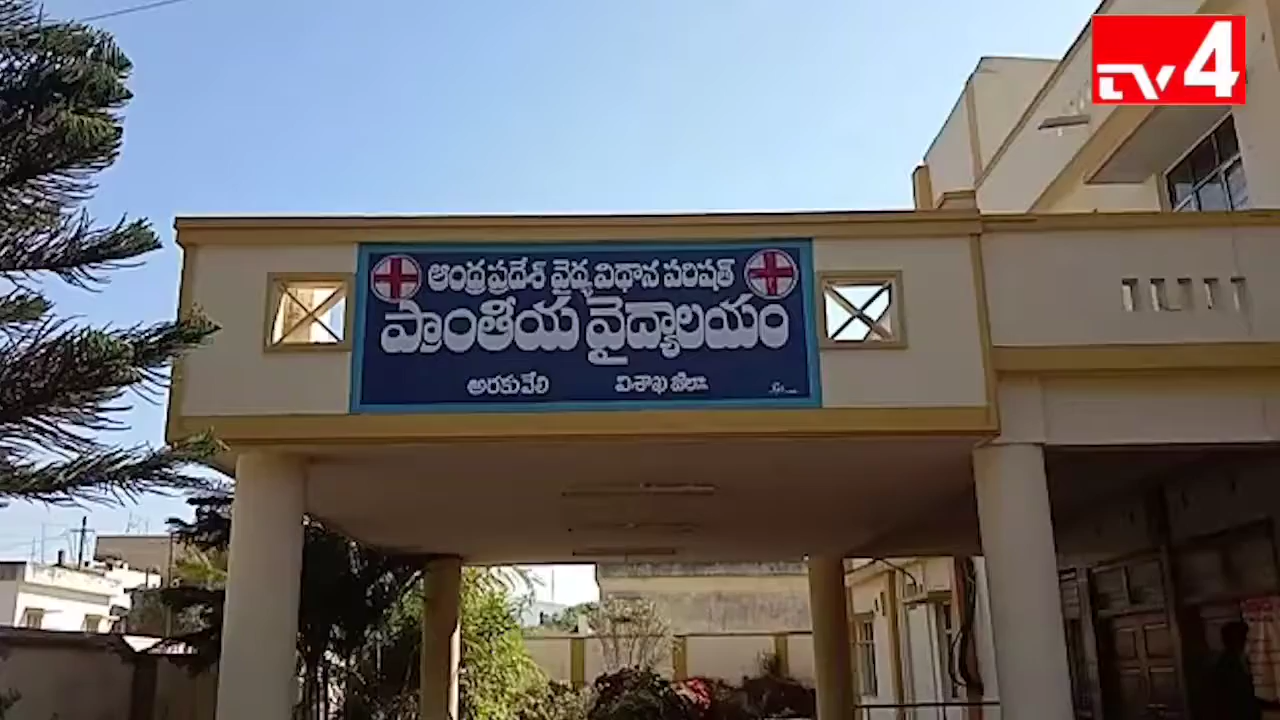 TV4
ఆంధ్రప్రదేశ్ వైద్య విధాన పరిషత్
ప్రాంతీయ వైద్యాలయం
అరకువేలి విశాఖ జిల్లా